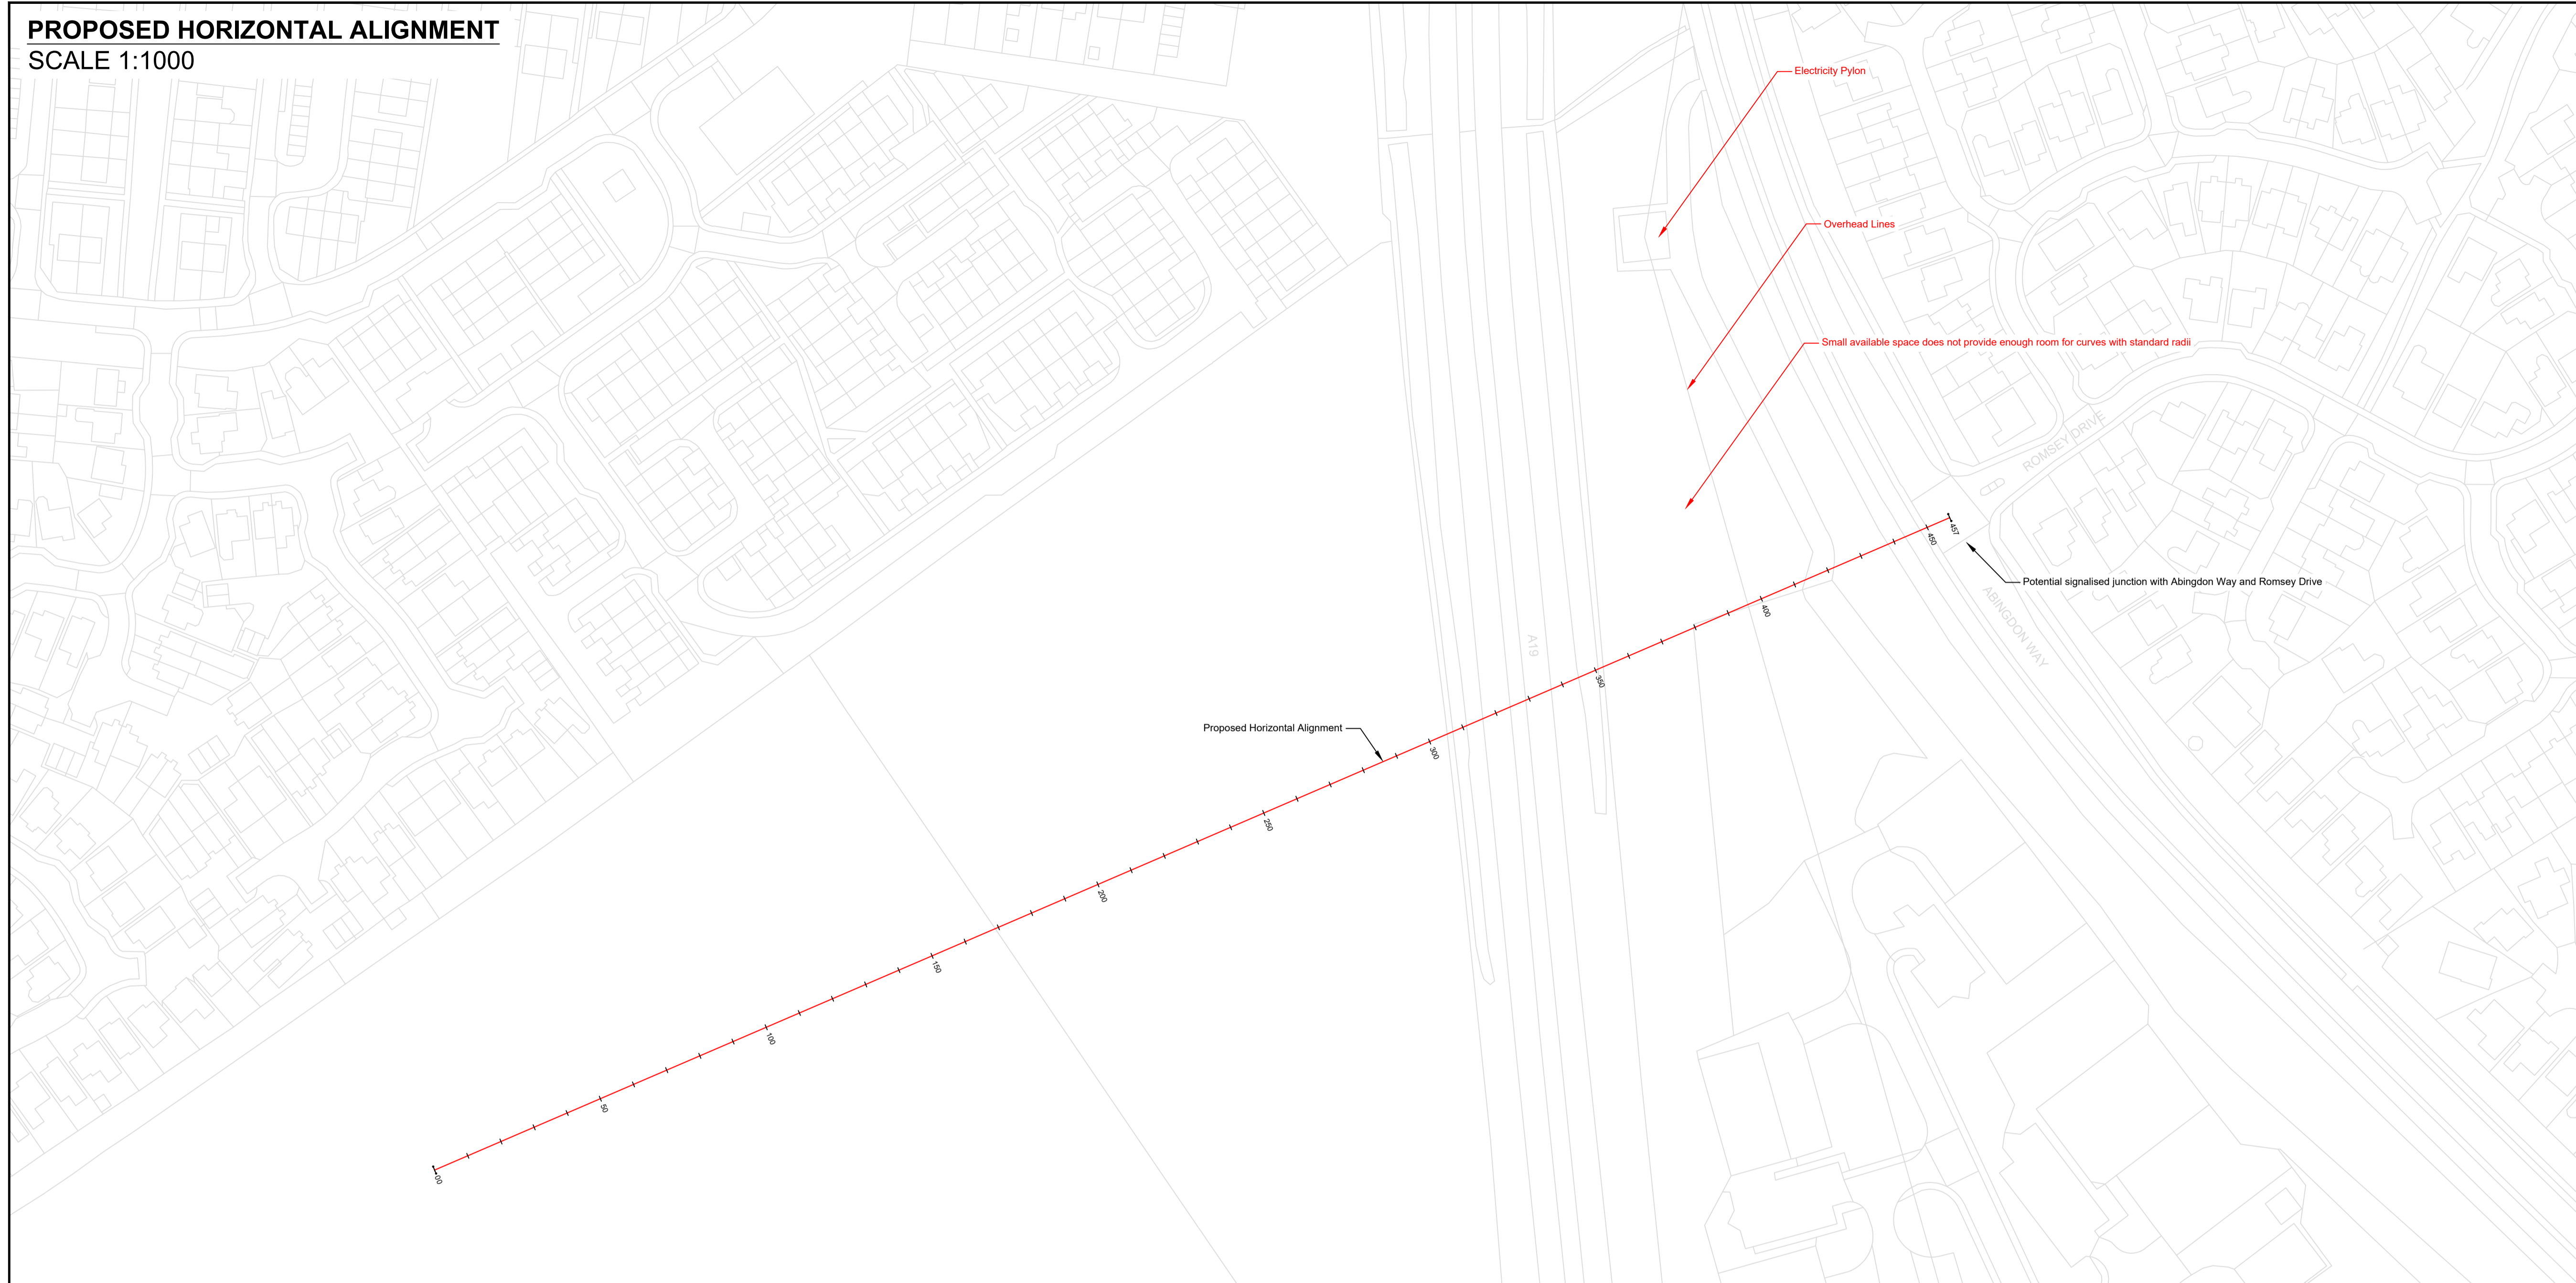 PROPOSED HORIZONTAL ALIGNMENT
SCALE 1:1000
Electricity Pylon
Overhead Lines
Small available space does not provide enough room for curves with standard radii
ROMSEY DRIVE
457
450
Potential signalised junction with Abingdon Way and Romsey Drive
ABINGDON WAY
400
A19
350
Proposed Horizontal Alignment
300
250
200
150
100
50
00